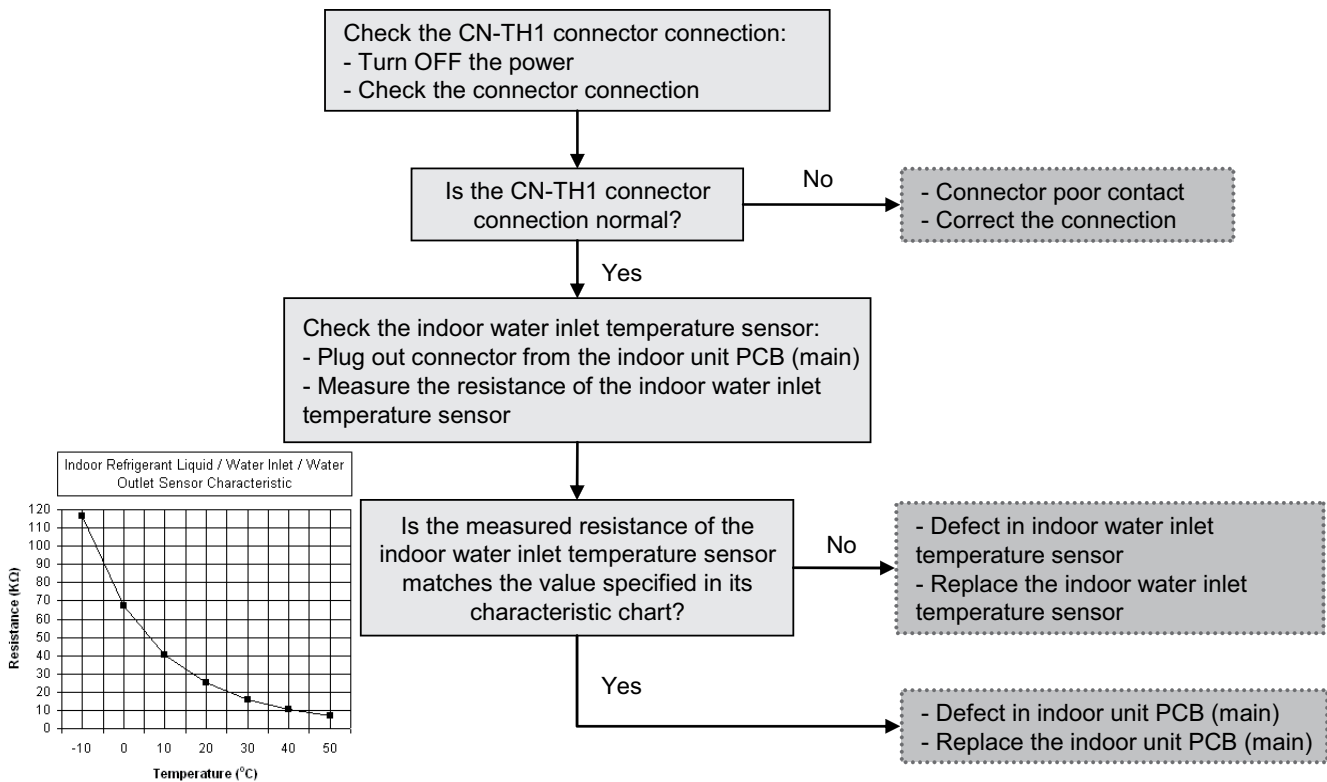 Check the CN-TH1 connector connection:
- Turn OFF the power
- Check the connector connection
Is the CN-TH1 connector
connection normal?
No
- Connector poor contact
- Correct the connection
Yes
Check the indoor water inlet temperature sensor:
- Plug out connector from the indoor unit PCB (main)
- Measure the resistance of the indoor water inlet
temperature sensor
Indoor Refrigerant Liquid / Water Inlet / Water
Outlet Sensor Characteristic
Resistance (KΩ)
120
110
100
90
80
70
60
50
40
30
20
10
0
-10 0 10 20 30 40 50
Temperature (°C)
Is the measured resistance of the
indoor water inlet temperature sensor
matches the value specified in its
characteristic chart?
No
- Defect in indoor water inlet
temperature sensor
- Replace the indoor water inlet
temperature sensor
Yes
- Defect in indoor unit PCB (main)
- Replace the indoor unit PCB (main)